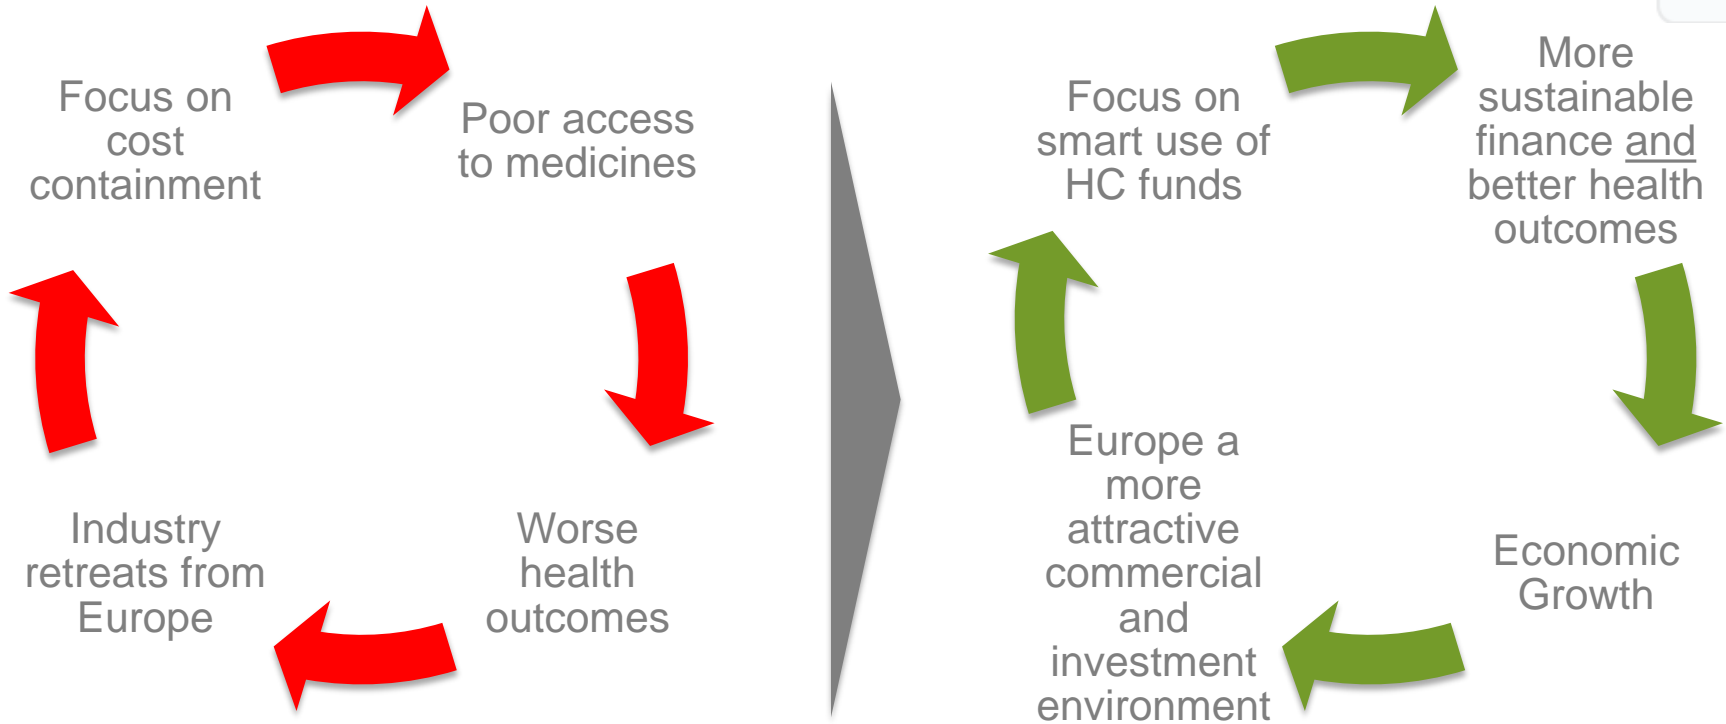 Focus on
cost
containment
Poor access
to medicines
Worse
health
outcomes
Industry
retreats from
Europe
Focus on
smart use of
HC funds
More
sustainable
finance and
better health
outcomes
Economic
Growth
Europe a
more
attractive
commercial
and
investment
environment